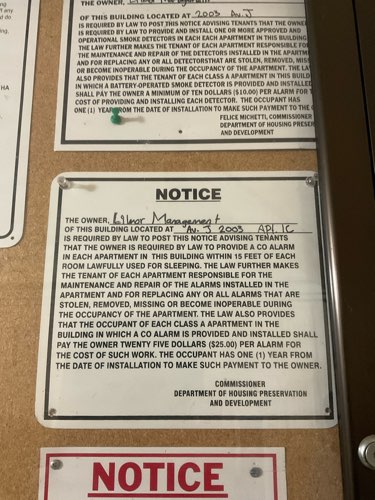 THE OWNER,
OF THIS BUILDING LOCATED AT 2003 Av. J
IS REQUIRED BY LAW TO POST THIS NOTICE ADVISING TENANTS THAT THE OWNE
IS REQUIRED BY LAW TO PROVIDE AND INSTALL ONE OR MORE APPROVED AND
OPERATIONAL SMOKE DETECTORS IN EACH APARTMENT IN THIS BUILDING
THE LAW FURTHER MAKES THE TENANT OF EACH APARTMENT RESPONSIBLE FO
THE MAINTENANCE AND REPAIR OF THE DETECTORS INSTALLED IN THE APARTM
AND FOR REPLACING ANY OR ALL DETECTORS THAT ARE STOLEN, REMOVED, MISS
OR BECOME INOPERABLE DURING THE OCCUPANCY OF THE APARTMENT. THE LA
ALSO PROVIDES THAT THE TENANT OF EACH CLASS A APARTMENT IN THIS BUILD
IN WHICH A BATTERY-OPERATED SMOKE DETECTOR IS PROVIDED AND INSTALLED
SHALL PAY THE OWNER A MINIMUM OF TEN DOLLARS ($10.00) PER ALARM FOR T
COST OF PROVIDING AND INSTALLING EACH DETECTOR. THE OCCUPANT HAS
ONE (1) YEAR FROM THE DATE OF INSTALLATION TO MAKE SUCH PAYMENT TO THE
FELICE MICHETTI, COMMISSIONER
DEPARTMENT OF HOUSING PRESER
AND DEVELOPMENT
NOTICE
THE OWNER, Lilmor Management
OF THIS BUILDING LOCATED AT Av. J 2003 APt. 1C
IS REQUIRED BY LAW TO POST THIS NOTICE ADVISING TENANTS
THAT THE OWNER IS REQUIRED BY LAW TO PROVIDE A CO ALARM
IN EACH APARTMENT IN THIS BUILDING WITHIN 15 FEET OF EACH
ROOM LAWFULLY USED FOR SLEEPING. THE LAW FURTHER MAKES
THE TENANT OF EACH APARTMENT RESPONSIBLE FOR THE
MAINTENANCE AND REPAIR OF THE ALARMS INSTALLED IN THE
APARTMENT AND FOR REPLACING ANY OR ALL ALARMS THAT ARE
STOLEN, REMOVED, MISSING OR BECOME INOPERABLE DURING
THE OCCUPANCY OF THE APARTMENT. THE LAW ALSO PROVIDES
THAT THE OCCUPANT OF EACH CLASS A APARTMENT IN THE
BUILDING IN WHICH A CO ALARM IS PROVIDED AND INSTALLED SHALL
PAY THE OWNER TWENTY FIVE DOLLARS ($25.00) PER ALARM FOR
THE COST OF SUCH WORK. THE OCCUPANT HAS ONE (1) YEAR FROM
THE DATE OF INSTALLATION TO MAKE SUCH PAYMENT TO THE OWNER.
COMMISSIONER
DEPARTMENT OF HOUSING PRESERVATION
AND DEVELOPMENT
NOTICE